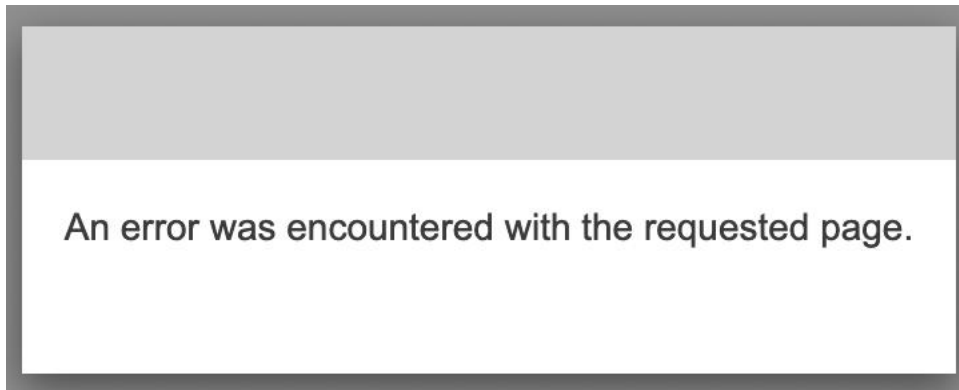 An error was encountered with the requested page.